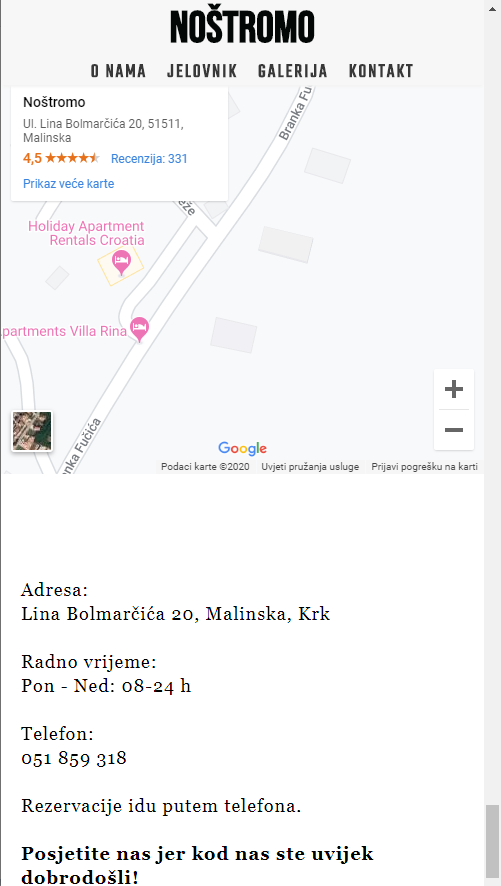 NOŠTROMO
O NAMA JELOVNIK GALERIJA KONTAKT
Noštromo
Ul. Lina Bolmarčića 20, 51511,
Malinska
4,5 Recenzija: 331
Prikaz veće karte
Branka Fu
že
Holiday Apartment
Rentals Croatia
partments Villa Rina
nka Fučića
Google
Podaci karte ©2020 Uvjeti pružanja usluge Prijavi pogrešku na karti
Adresa:
Lina Bolmarčića 20, Malinska, Krk
Radno vrijeme:
Pon - Ned: 08-24 h
Telefon:
051 859 318
Rezervacije idu putem telefona.
Posjetite nas jer kod nas ste uvijek
dobrodošli!